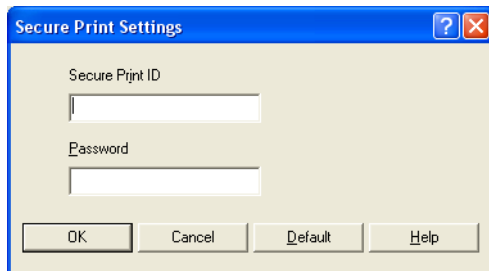 Secure Print Settings
?
Secure Print ID
Password
OK Cancel Default Help